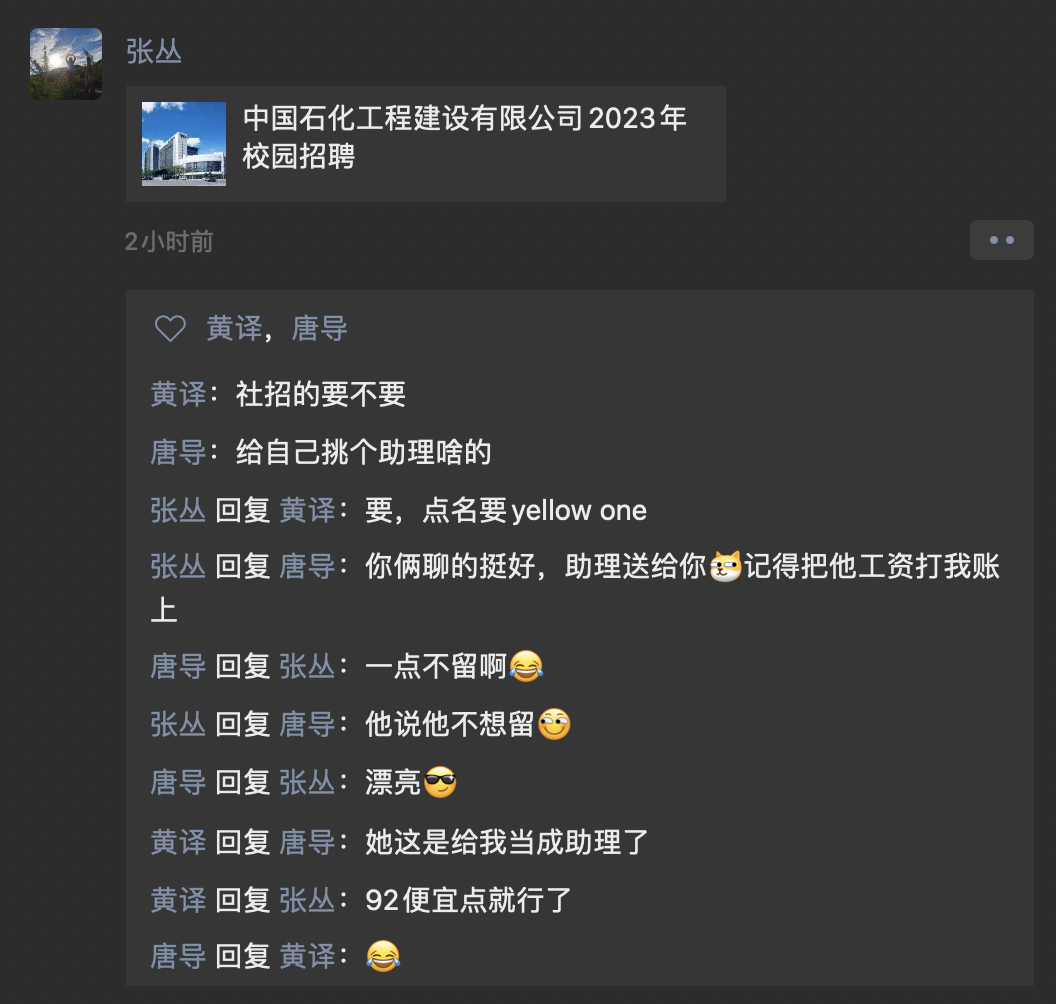 张丛
中国石化工程建设有限公司2023年
校园招聘
2小时前
黄译，唐导
黄译：社招的要不要
唐导：给自己挑个助理啥的
张丛 回复 黄译：要，点名要yellow one
张丛 回复 唐导：你俩聊的挺好，助理送给你记得把他工资打我账
上
唐导 回复 张丛：一点不留啊😂
张丛 回复 唐导：他说他不想留
唐导 回复 张丛：漂亮😎
黄译 回复 唐导：她这是给我当成助理了
黄译 回复 张丛：92便宜点就行了
唐导 回复 黄译：😂